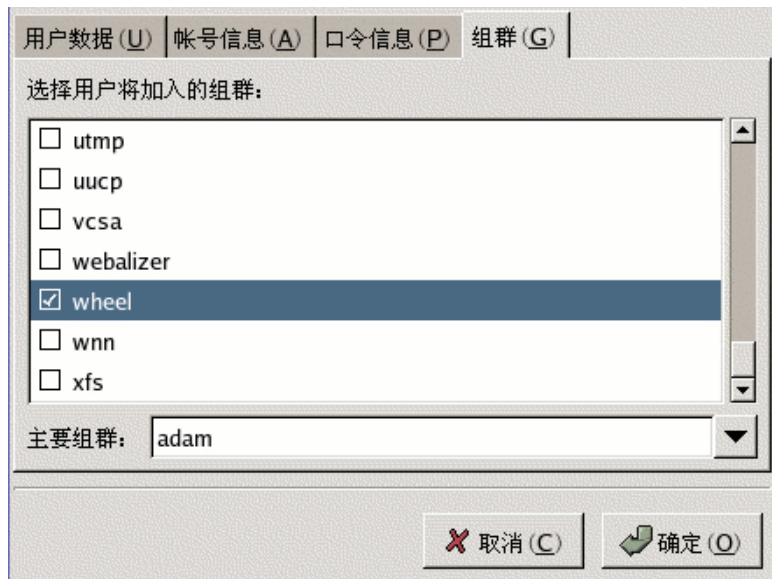 用户数据(U) 帐号信息(A) 口令信息(P) 组群(G)
选择用户将加入的组群:
utmp
uucp
vcsa
webalizer
wheel
wnn
xfs
主要组群: adam
取消(C) 确定(O)